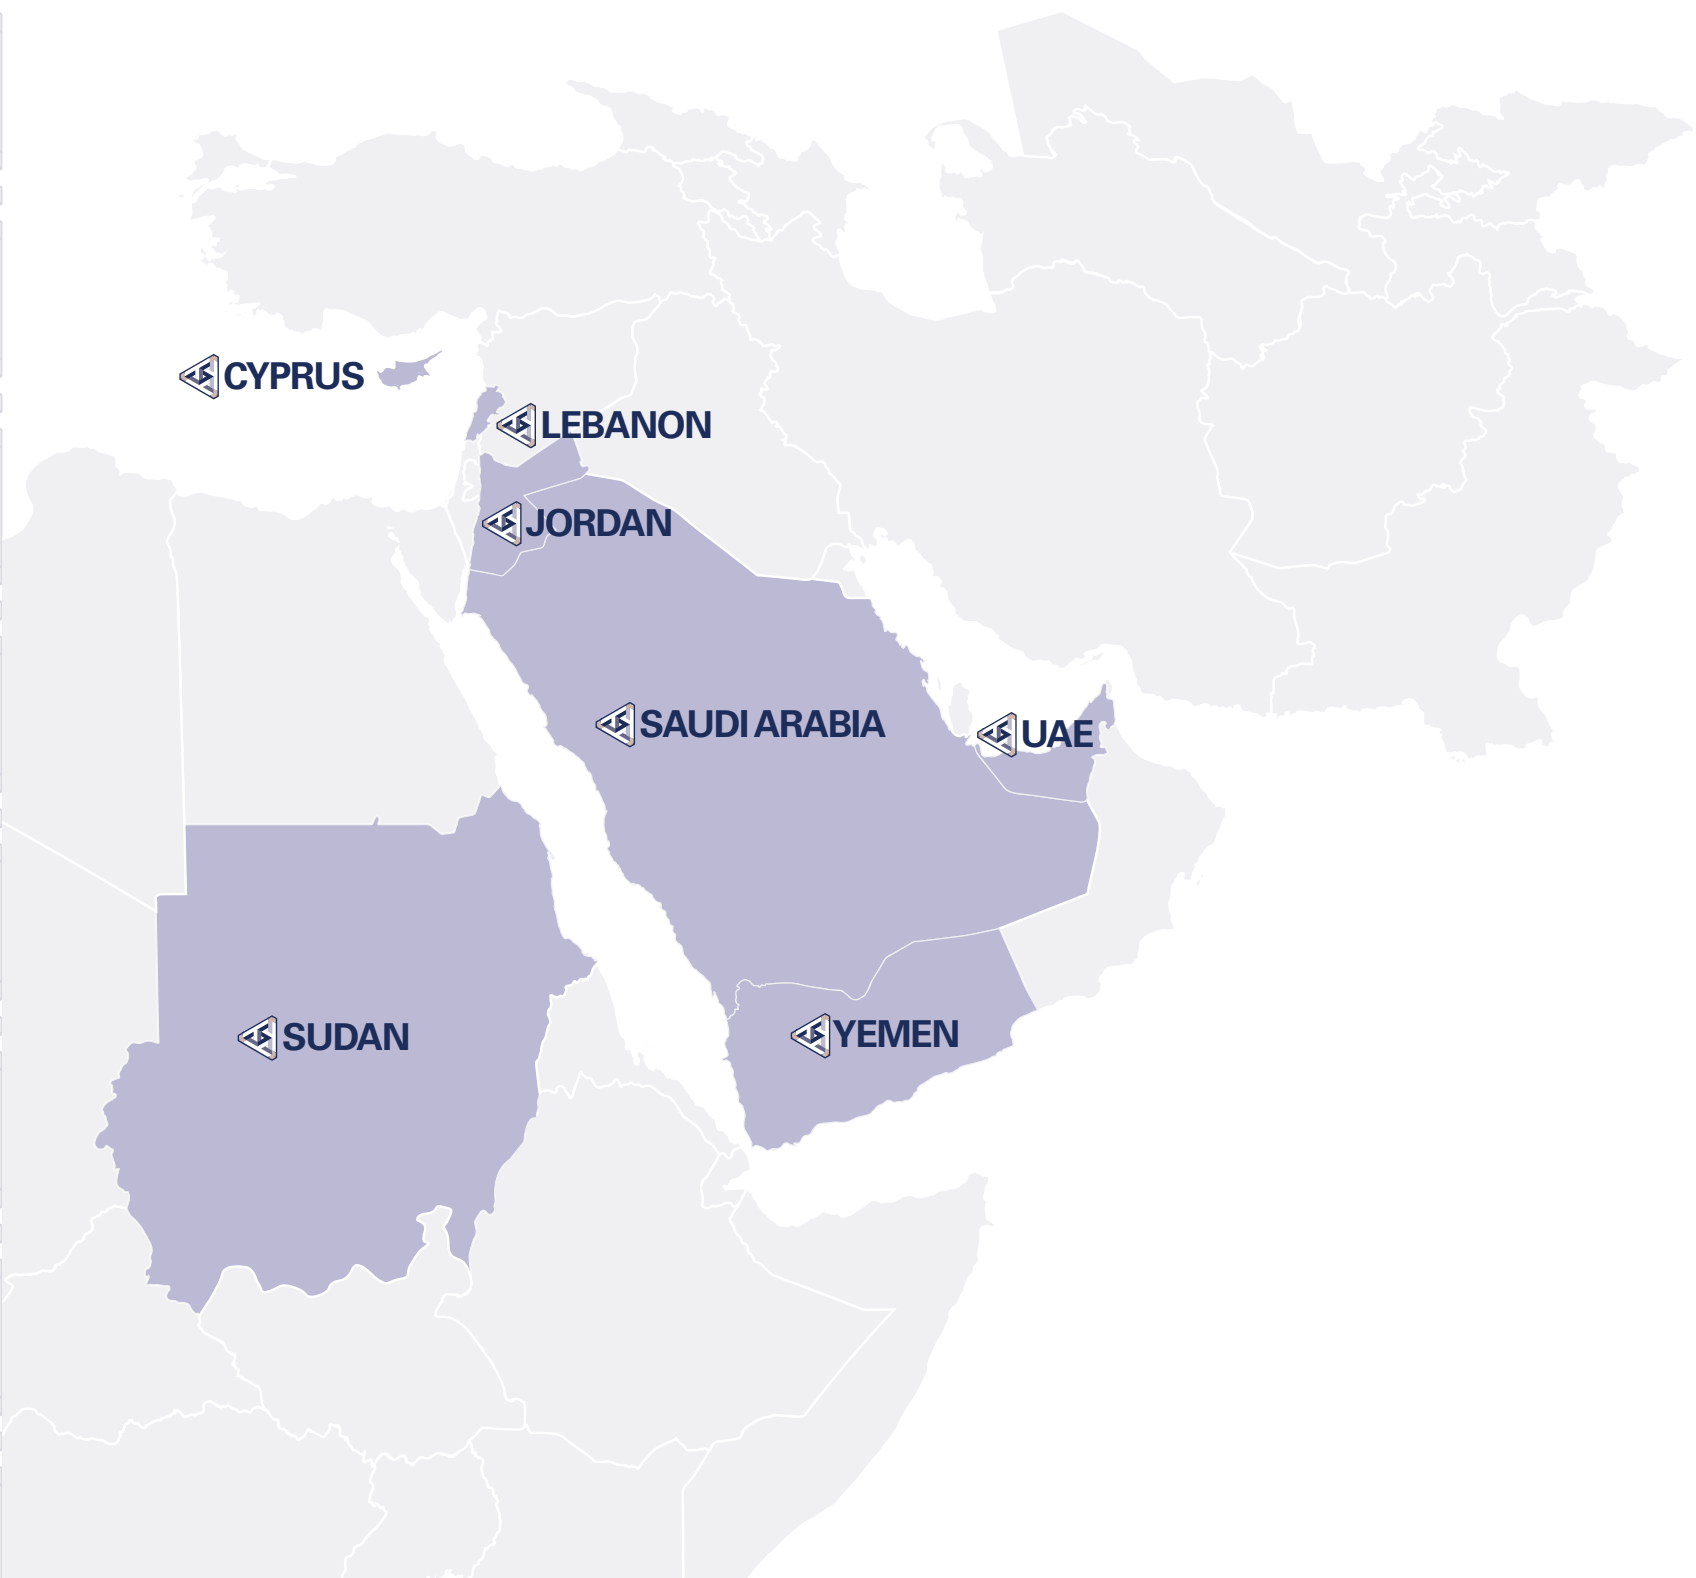 CYPRUS
LEBANON
JORDAN
SAUDI ARABIA
UAE
SUDAN
YEMEN